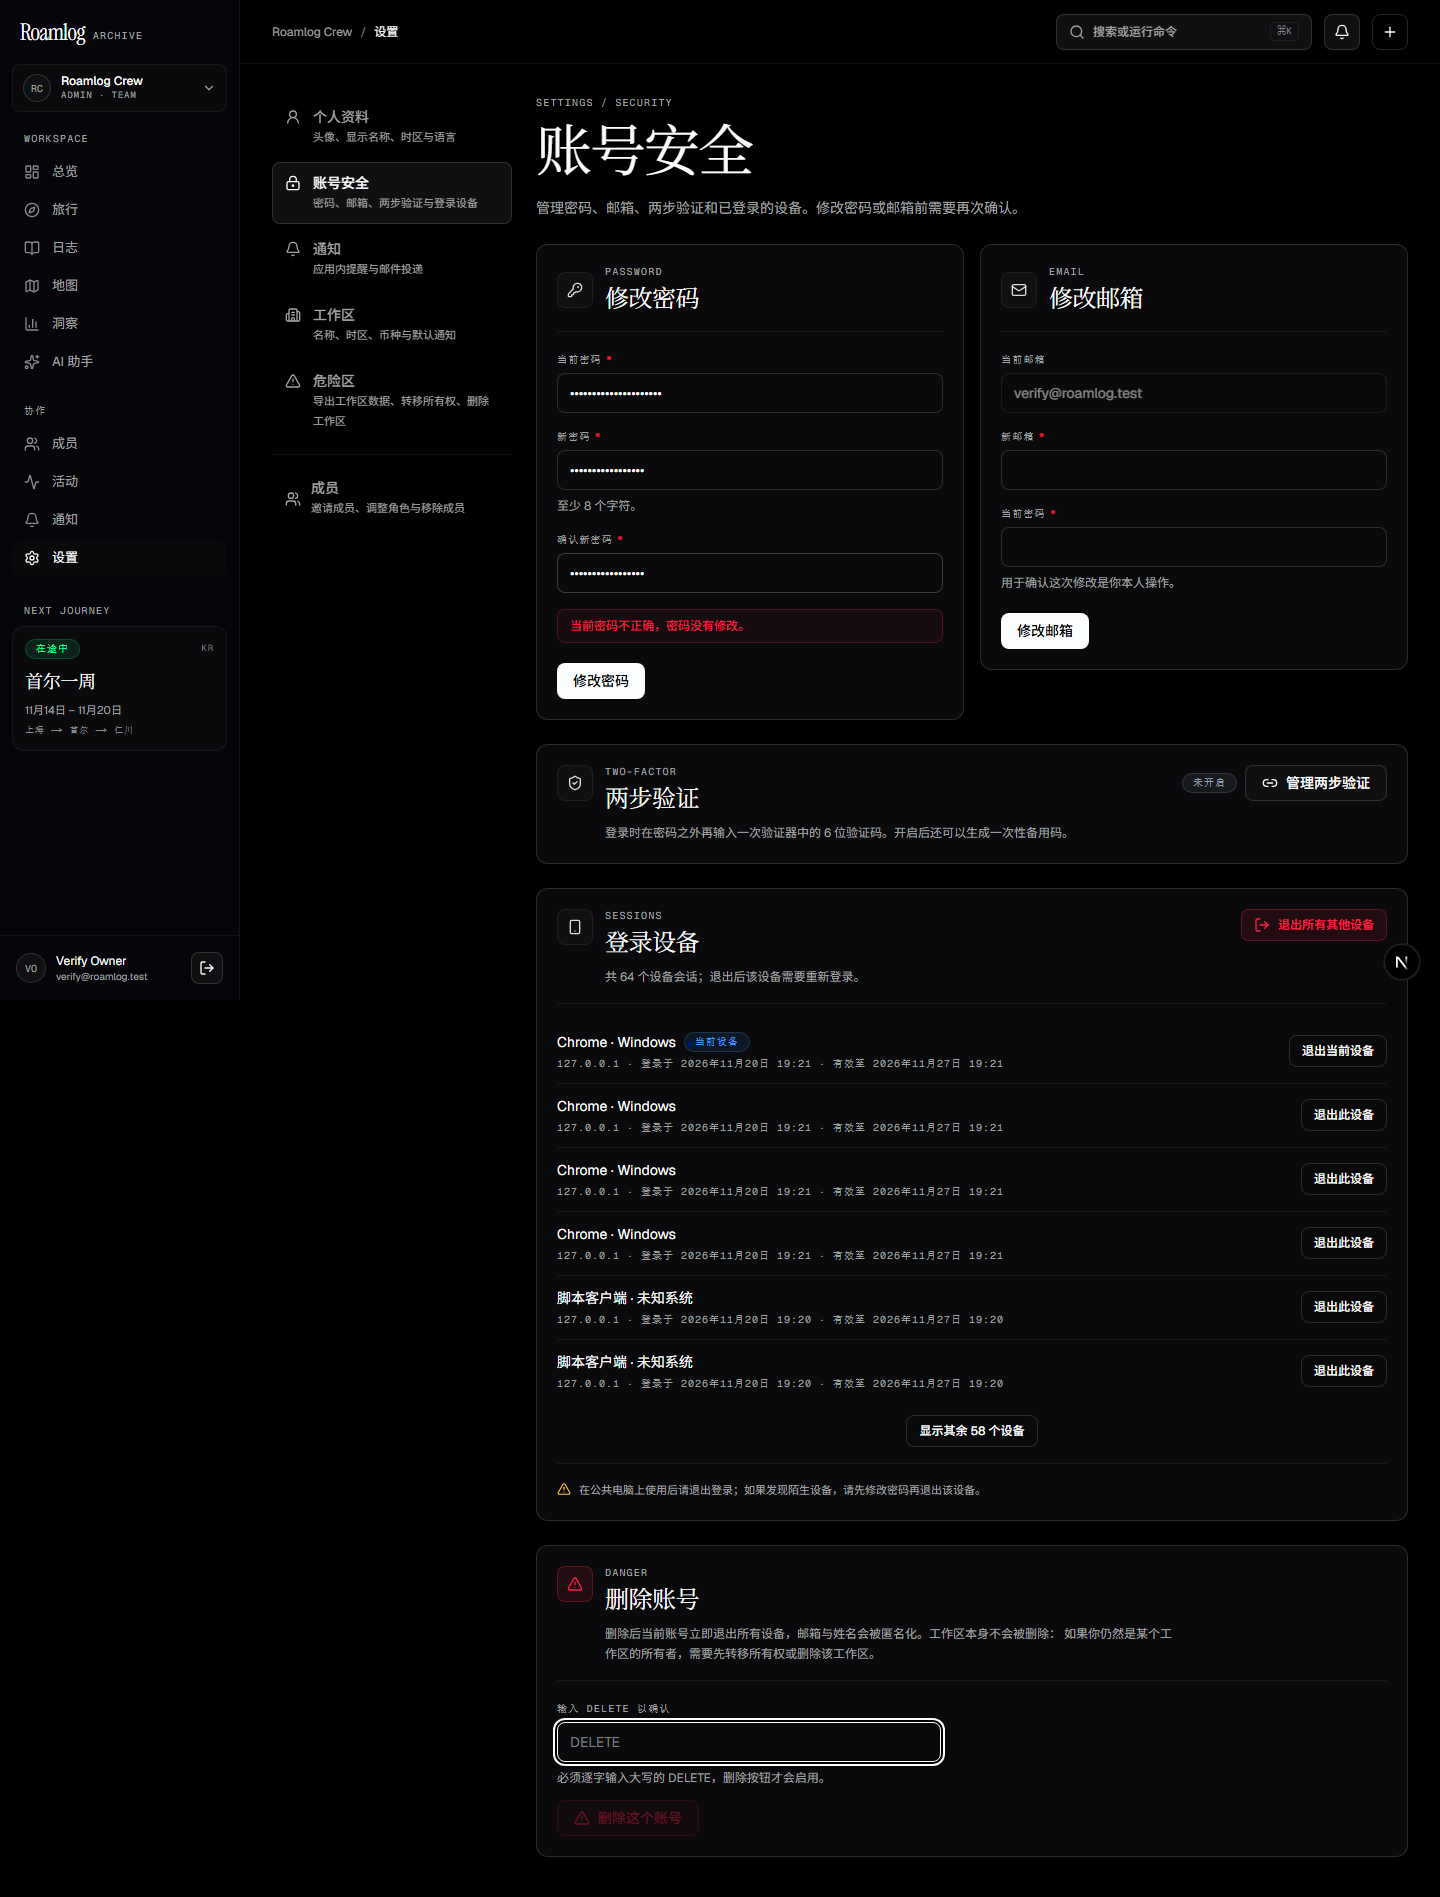 Roamlog ARCHIVE
RC
Roamlog Crew
ADMIN · TEAM
WORKSPACE
总览
旅行
日志
地图
洞察
AI 助手
协作
成员
活动
通知
设置
NEXT JOURNEY
在途中
KR
首尔一周
11月14日 – 11月20日
上海 → 首尔 → 仁川
VO
Verify Owner
verify@roamlog.test
Roamlog Crew / 设置
搜索或运行命令
⌘K
个人资料
头像、显示名称、时区与语言
账号安全
密码、邮箱、两步验证与登录设备
通知
应用内提醒与邮件投递
工作区
名称、时区、币种与默认通知
危险区
导出工作区数据、转移所有权、删除
工作区
成员
邀请成员、调整角色与移除成员
SETTINGS / SECURITY
账号安全
管理密码、邮箱、两步验证和已登录的设备。修改密码或邮箱前需要再次确认。
PASSWORD
修改密码
当前密码 *
•••••••••••••••••••••
新密码 *
•••••••••••••••••
至少 8 个字符。
确认新密码 *
•••••••••••••••••
当前密码不正确，密码没有修改。
修改密码
EMAIL
修改邮箱
当前邮箱
verify@roamlog.test
新邮箱 *
当前密码 *
用于确认这次修改是你本人操作。
修改邮箱
TWO-FACTOR
两步验证
登录时在密码之外再输入一次验证器中的 6 位验证码。开启后还可以生成一次性备用码。
未开启
管理两步验证
SESSIONS
登录设备
共 64 个设备会话；退出后该设备需要重新登录。
退出所有其他设备
N
Chrome · Windows 当前设备
127.0.0.1 · 登录于 2026年11月20日 19:21 · 有效至 2026年11月27日 19:21
退出当前设备
Chrome · Windows
127.0.0.1 · 登录于 2026年11月20日 19:21 · 有效至 2026年11月27日 19:21
退出此设备
Chrome · Windows
127.0.0.1 · 登录于 2026年11月20日 19:21 · 有效至 2026年11月27日 19:21
退出此设备
Chrome · Windows
127.0.0.1 · 登录于 2026年11月20日 19:21 · 有效至 2026年11月27日 19:21
退出此设备
脚本客户端 · 未知系统
127.0.0.1 · 登录于 2026年11月20日 19:20 · 有效至 2026年11月27日 19:20
退出此设备
脚本客户端 · 未知系统
127.0.0.1 · 登录于 2026年11月20日 19:20 · 有效至 2026年11月27日 19:20
退出此设备
显示其余 58 个设备
在公共电脑上使用后请退出登录；如果发现陌生设备，请先修改密码再退出该设备。
DANGER
删除账号
删除后当前账号立即退出所有设备，邮箱与姓名会被匿名化。工作区本身不会被删除： 如果你仍然是某个工
作区的所有者，需要先转移所有权或删除该工作区。
输入 DELETE 以确认
DELETE
必须逐字输入大写的 DELETE，删除按钮才会启用。
删除这个账号